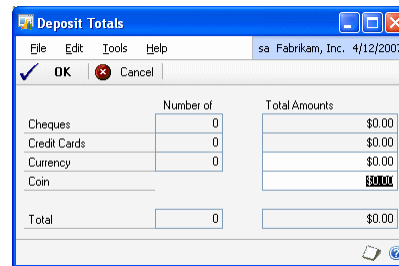 Deposit Totals
File Edit Tools Help sa Fabrikam, Inc. 4/12/2007
OK Cancel
Number of Total Amounts
Cheques 0 $0.00
Credit Cards 0 $0.00
Currency 0 $0.00
Coin $0.00
Total 0 $0.00